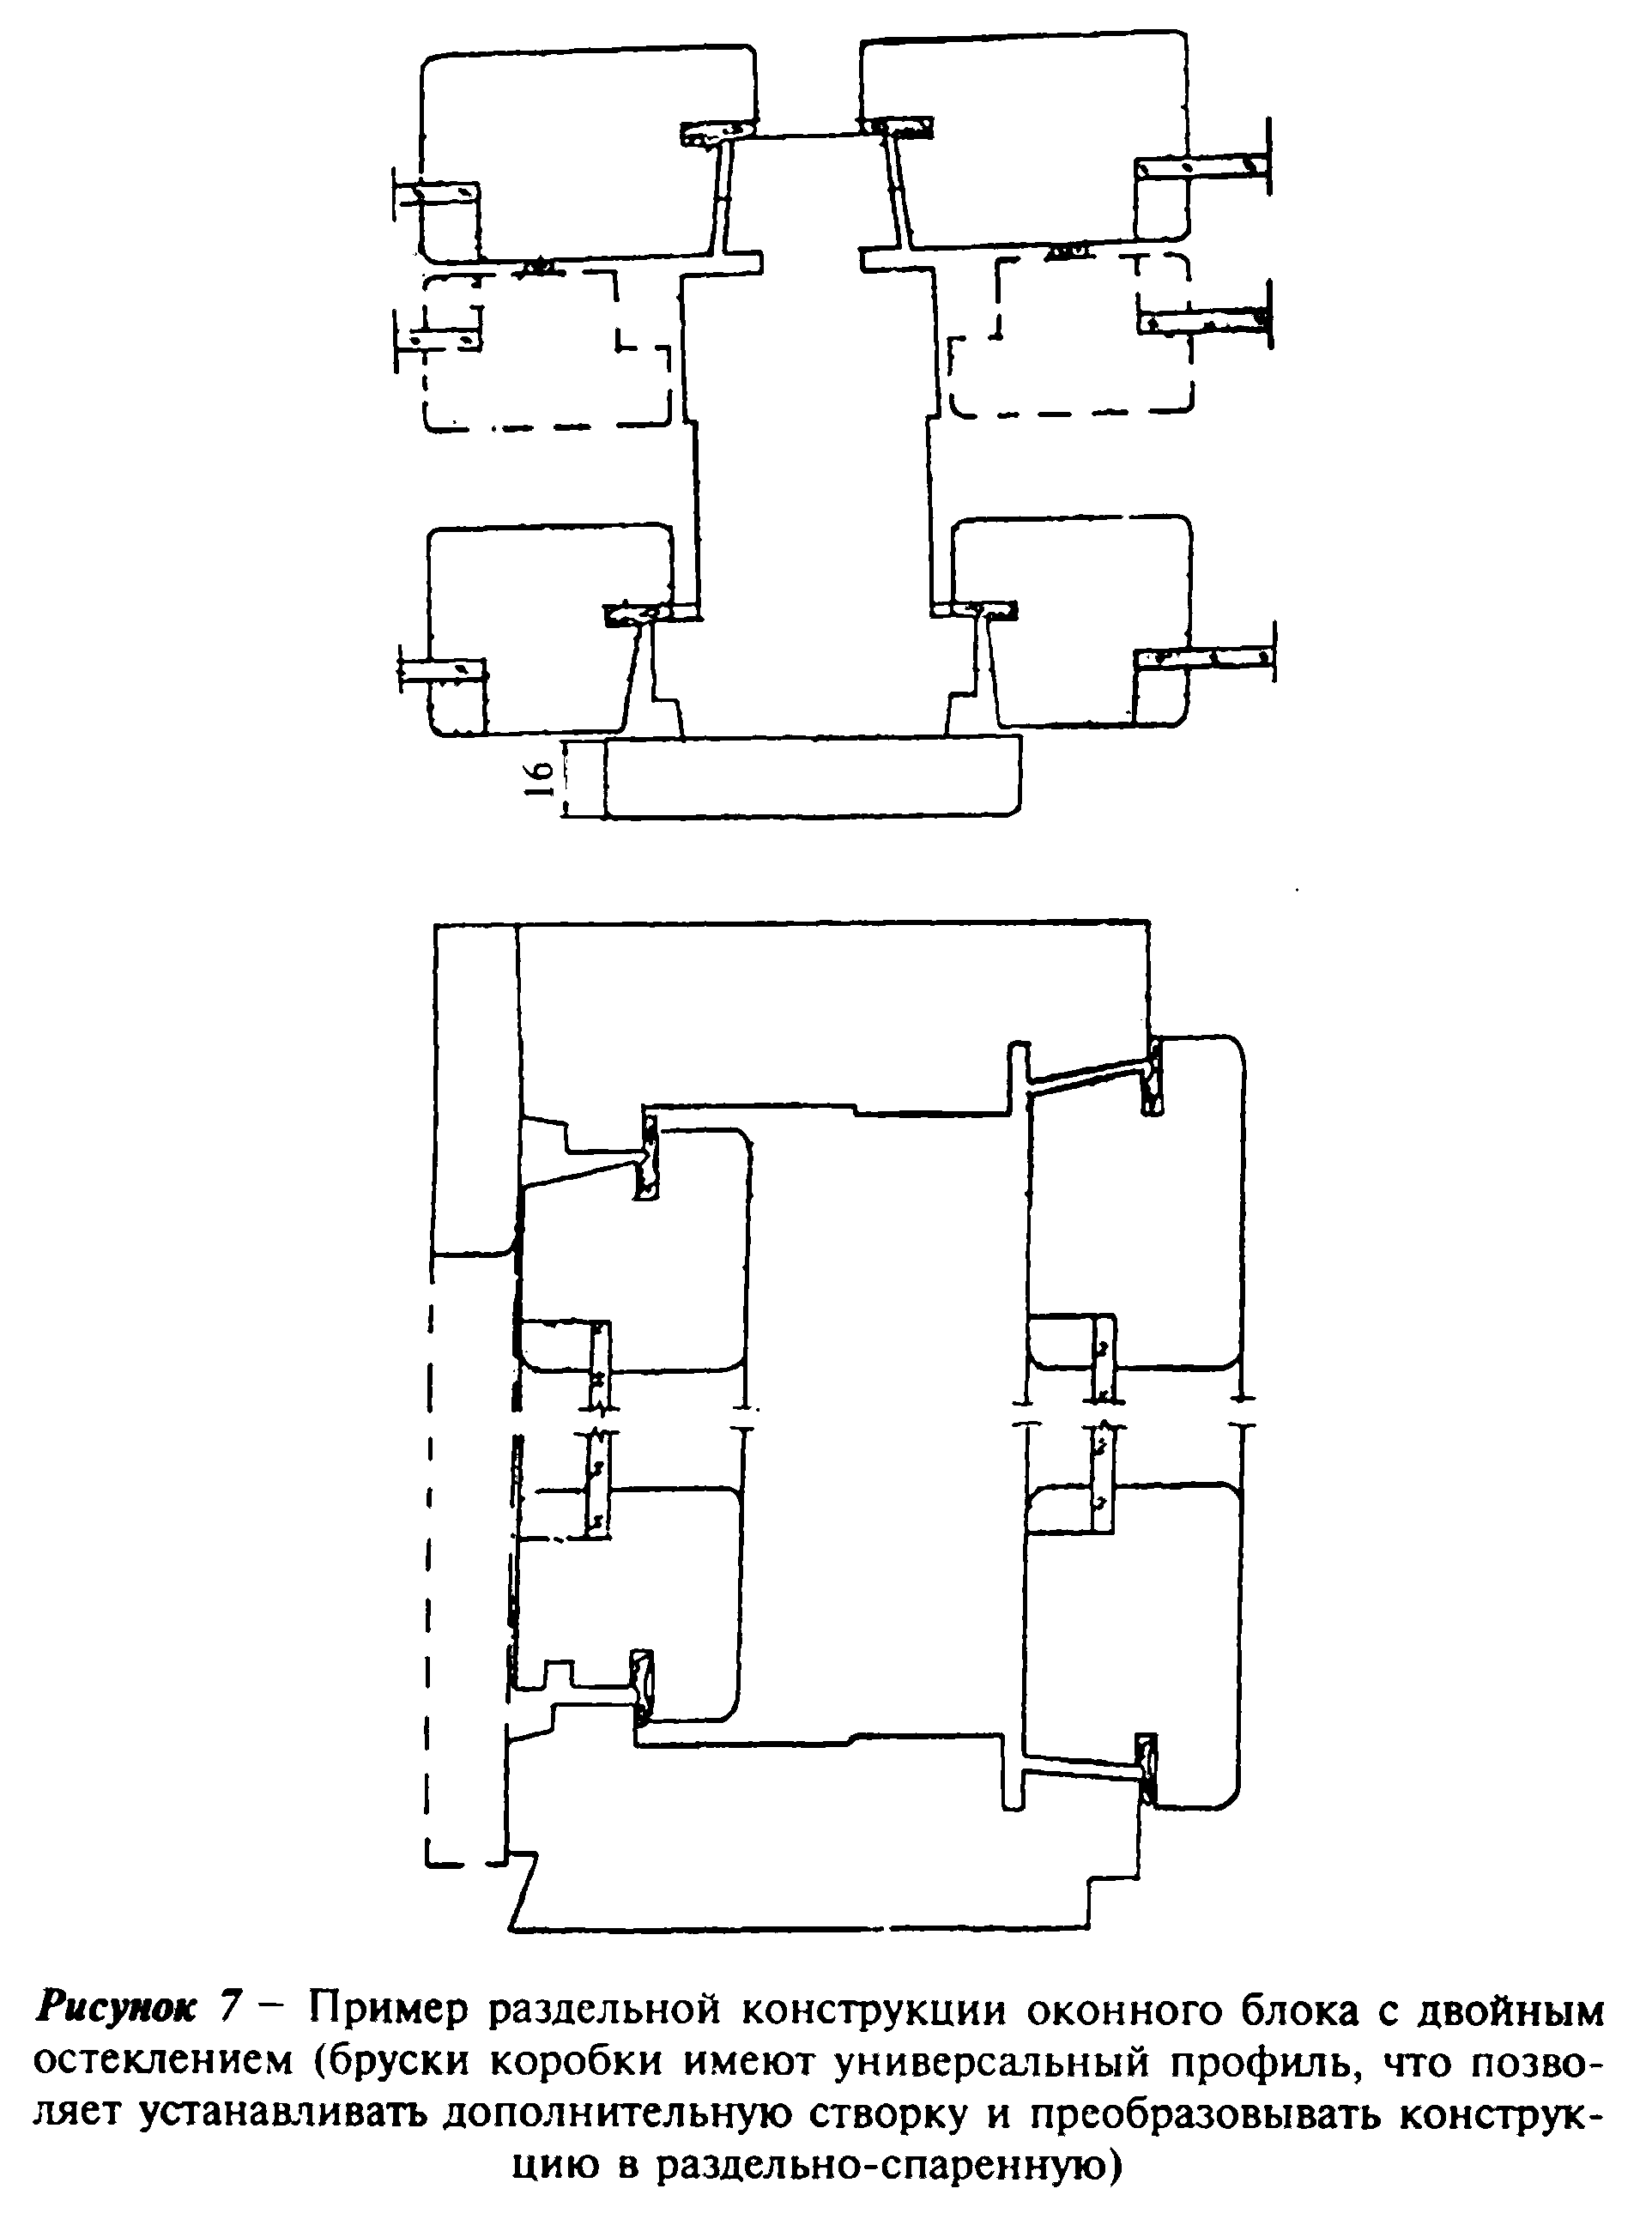 16
Рисунок 7 – Пример раздельной конструкции оконного блока с двойным
остеклением (бруски коробки имеют универсальный профиль, что позво-
ляет устанавливать дополнительную створку и преобразовывать конструк-
цию в раздельно-спаренную)